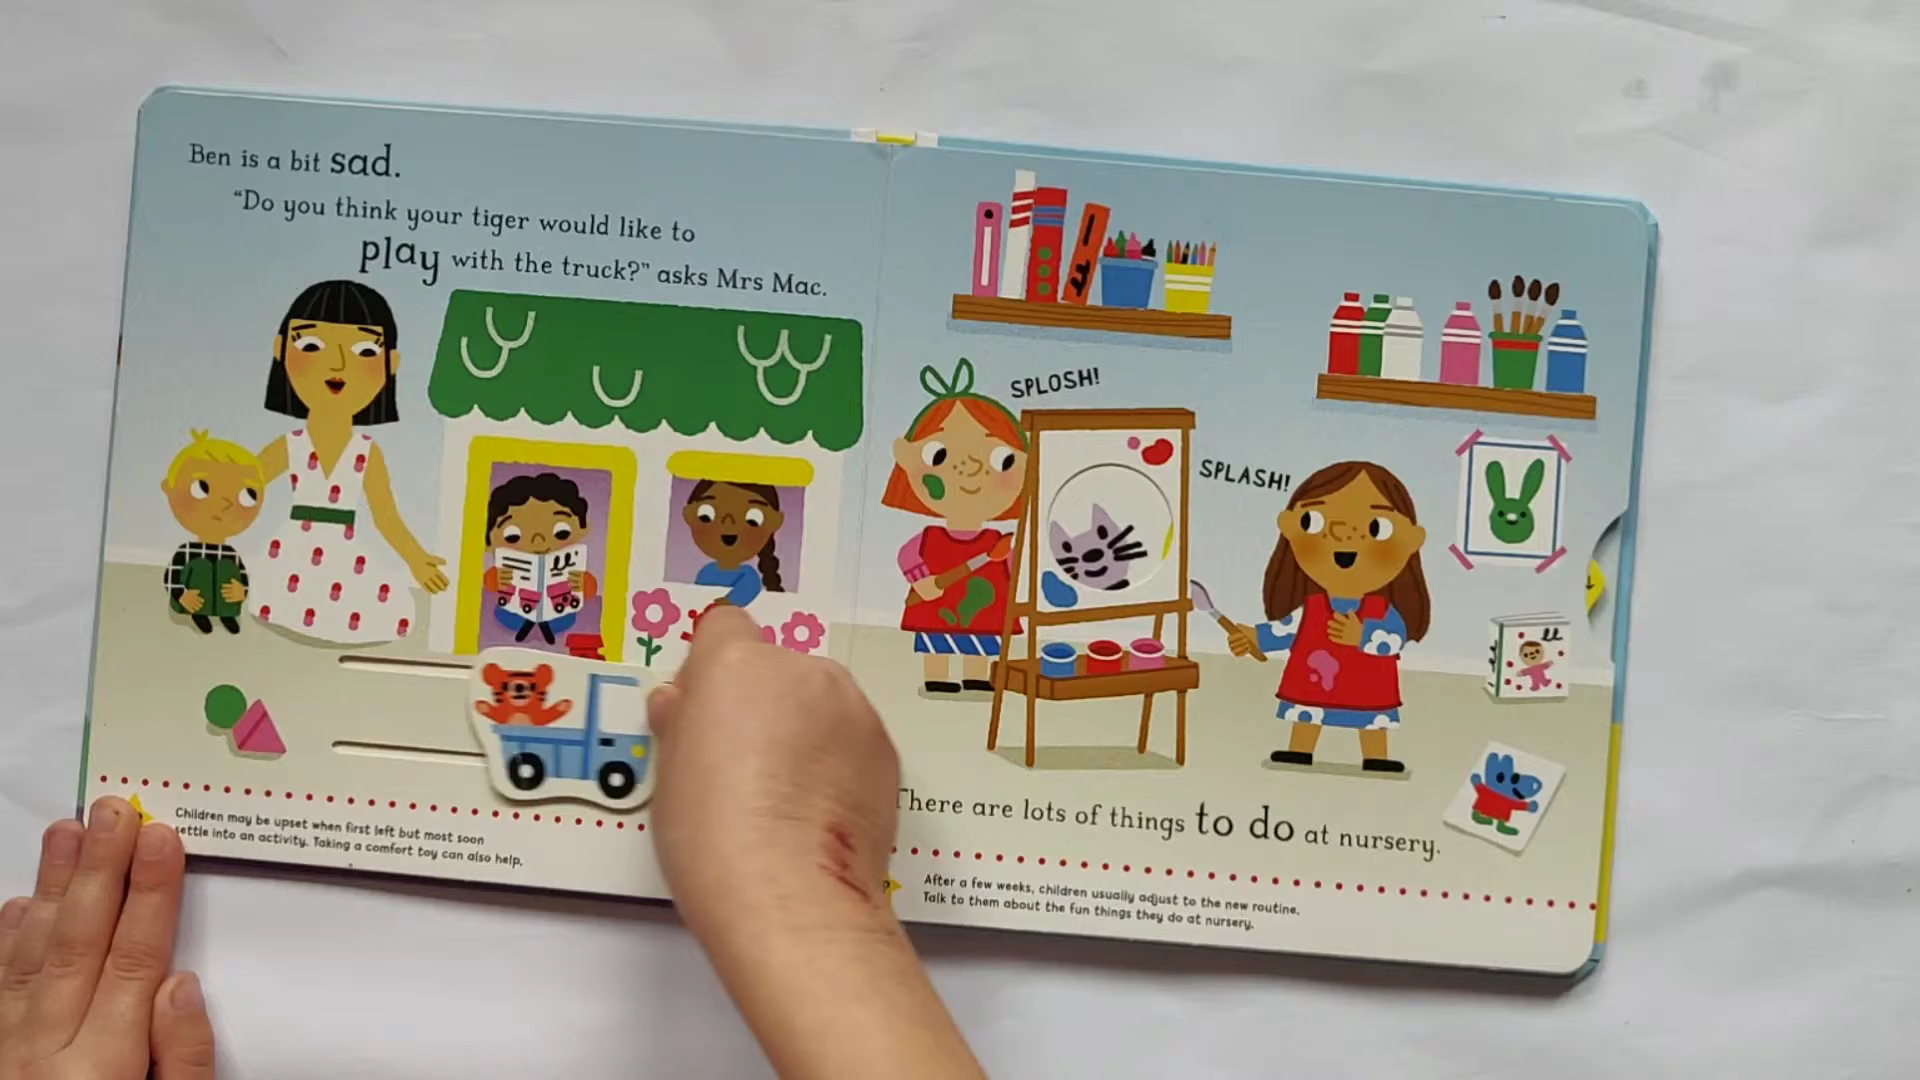 Ben is a bit sad.
“Do you think your tiger would like to
play with the truck?” asks Mrs Mac.
Children may be upset when first left but most soon
settle into an activity. Taking a comfort toy can also help.
SPLOSH!
SPLASH!
There are lots of things to do at nursery.
After a few weeks, children usually adjust to the new routine.
Talk to them about the fun things they do at nursery.